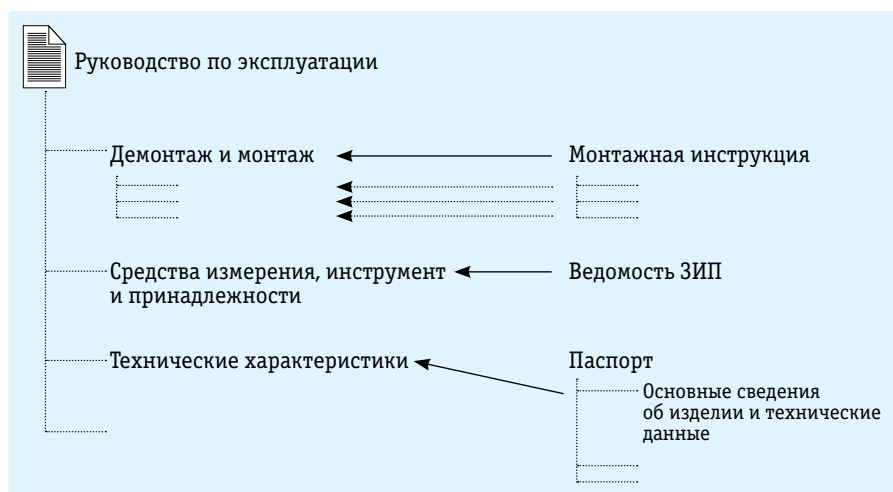 Руководство по эксплуатации
Демонтаж и монтаж
Монтажная инструкция
Средства измерения, инструмент
и принадлежности
Ведомость ЗИП
Технические характеристики
Паспорт
Основные сведения
об изделии и технические
данные